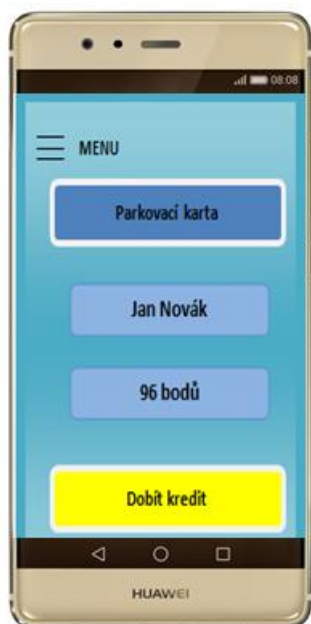 08:08
MENU
Parkovací karta
Jan Novák
96 bodů
Dobít kredit
HUAWEI